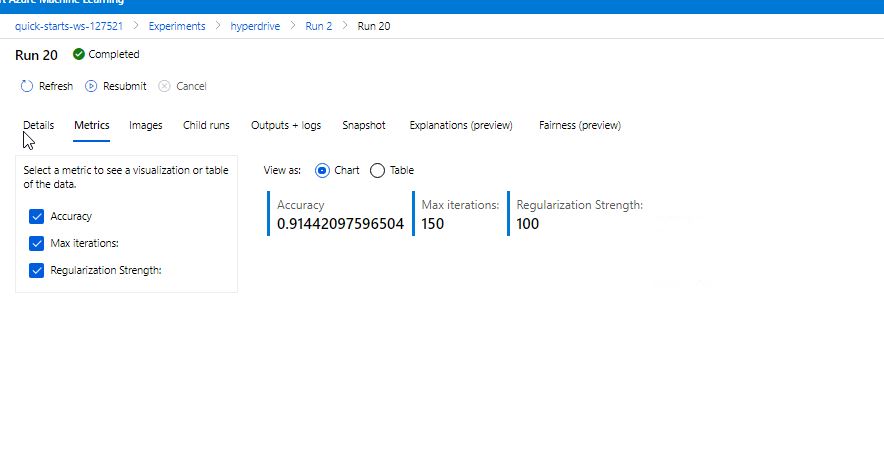 Azure Machine Learning
quick-starts-ws-127521 > Experiments > hyperdrive > Run 2 > Run 20
Run 20 Completed
Refresh Resubmit Cancel
Details Metrics Images Child runs Outputs + logs Snapshot Explanations (preview) Fairness (preview)
Select a metric to see a visualization or table
of the data.
Accuracy
Max iterations:
Regularization Strength:
View as: Chart Table
Accuracy Max iterations: Regularization Strength:
0.91442097596504 150 100